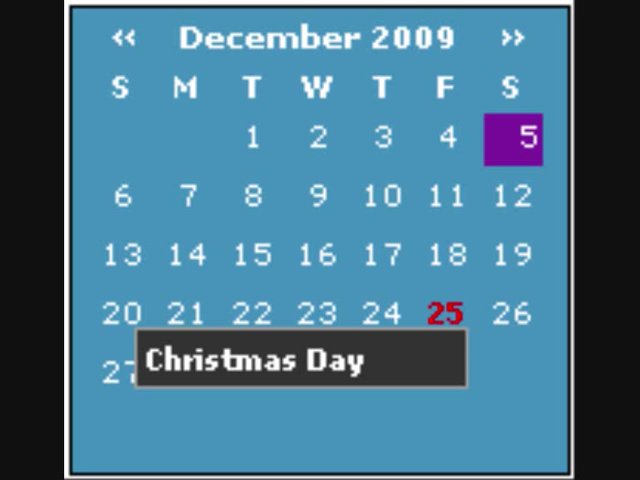 « December 2009 »
S M T W T F S
1 2 3 4 5
6 7 8 9 10 11 12
13 14 15 16 17 18 19
20 21 22 23 24 25 26
27
Christmas Day